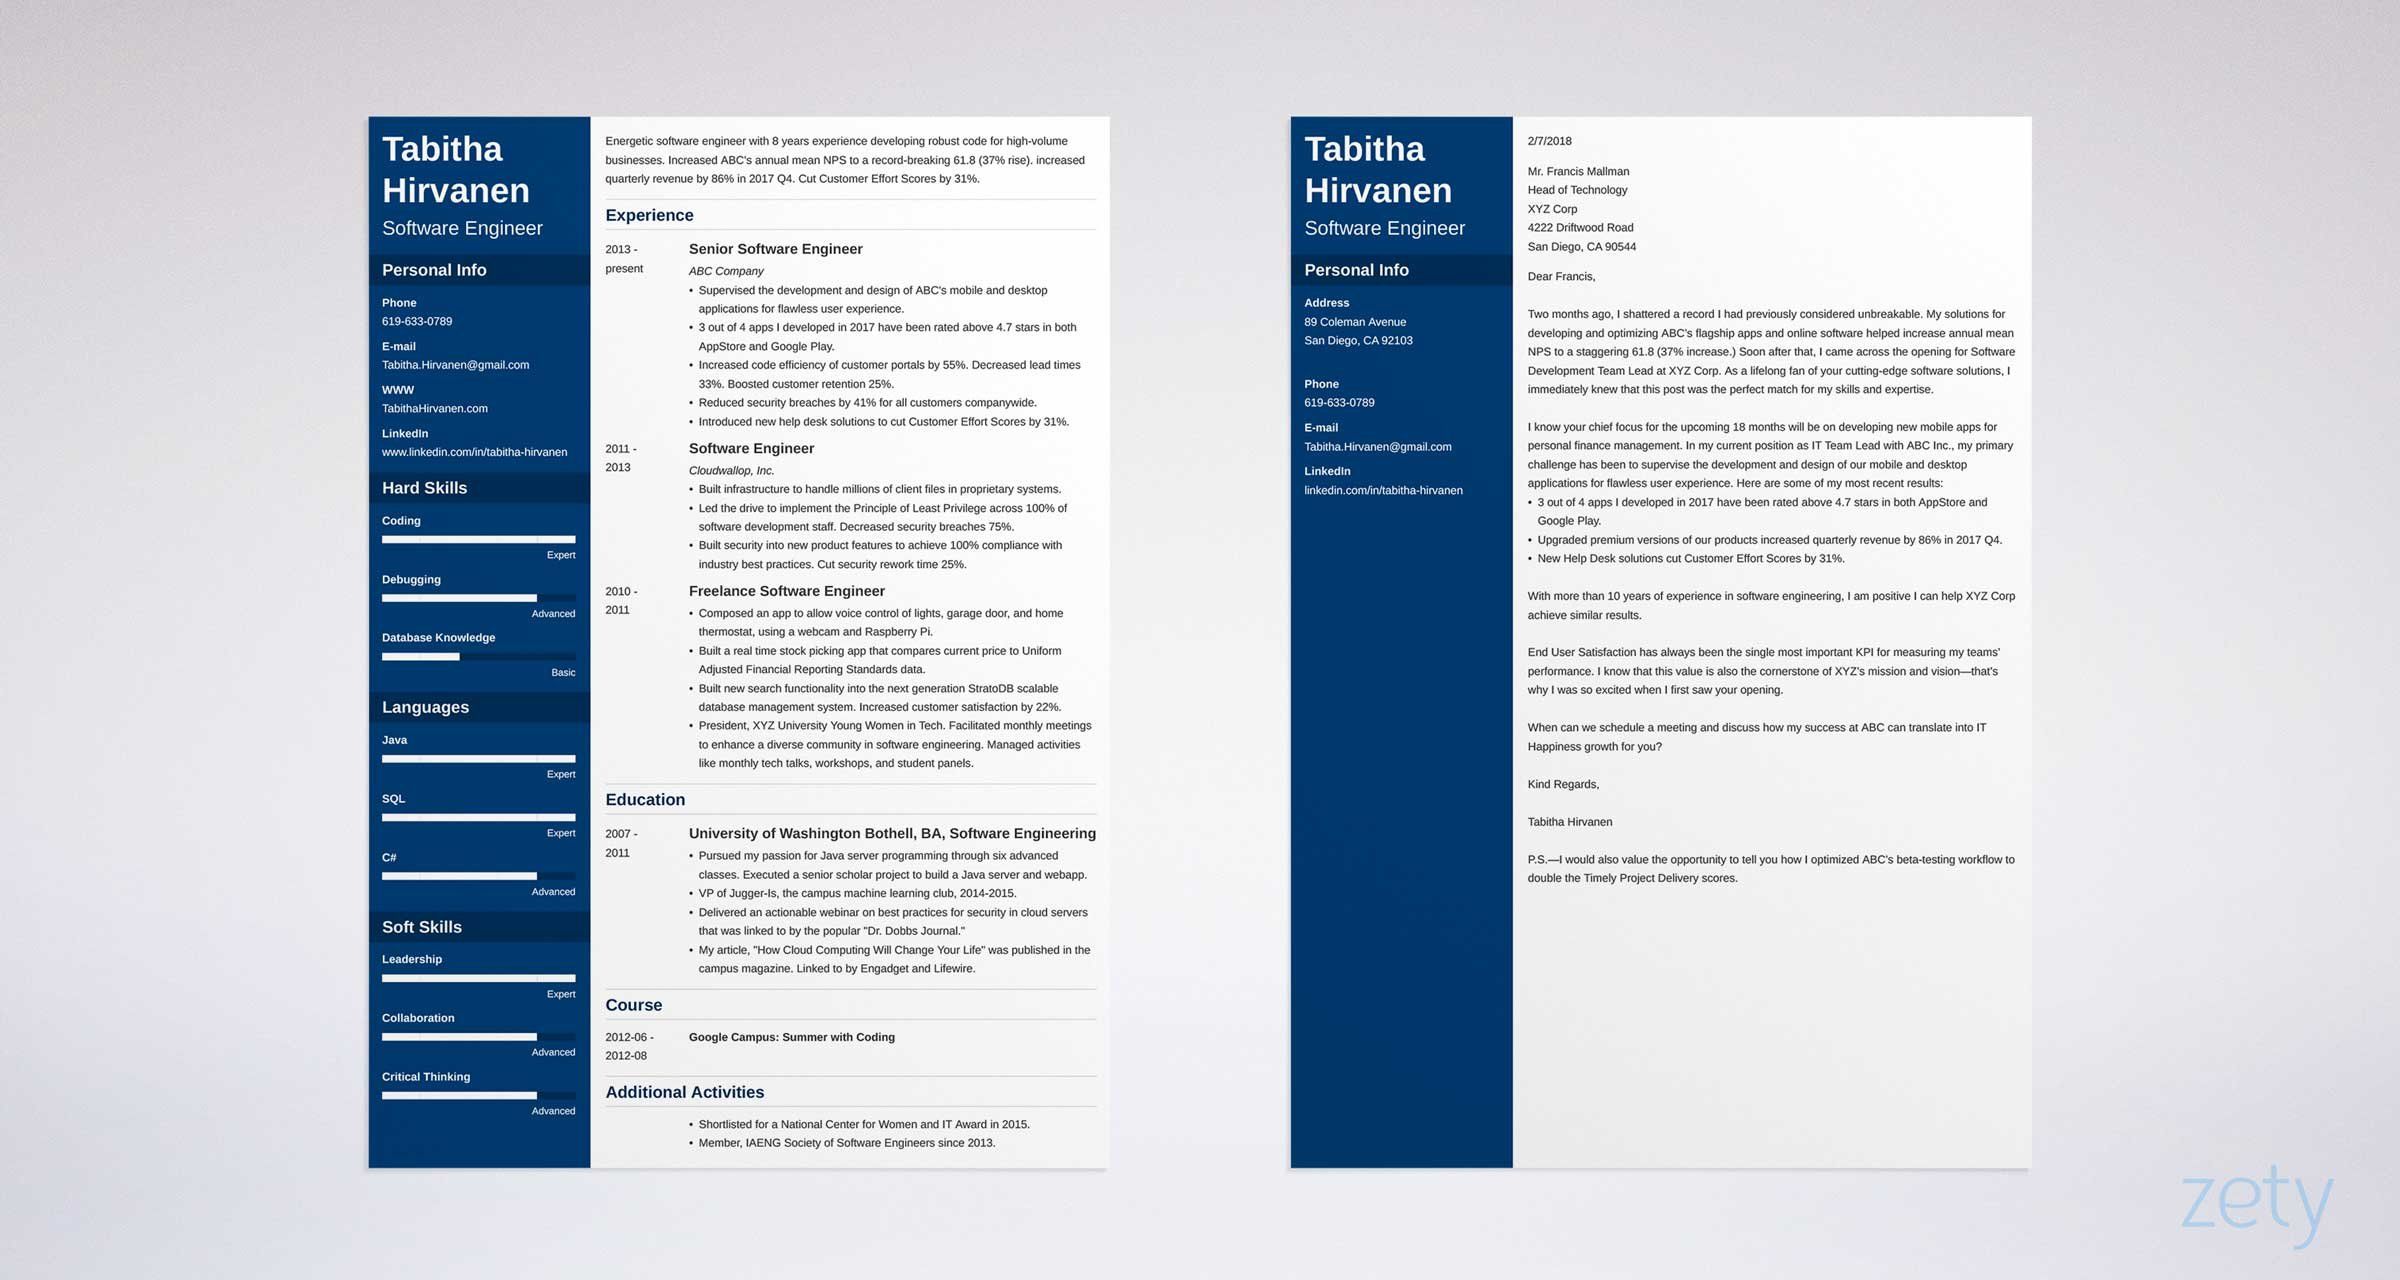 Tabitha
Hirvanen
Software Engineer
Personal Info
Phone
619-633-0789
E-mail
Tabitha.Hirvanen@gmail.com
WWW
TabithaHirvanen.com
LinkedIn
www.linkedin.com/in/tabitha-hirvanen
Hard Skills
Coding
Expert
Debugging
Advanced
Database Knowledge
Basic
Languages
Java
Expert
SQL
Expert
C#
Advanced
Soft Skills
Leadership
Expert
Collaboration
Advanced
Critical Thinking
Advanced
Energetic software engineer with 8 years experience developing robust code for high-volume
businesses. Increased ABC's annual mean NPS to a record-breaking 61.8 (37% rise). increased
quarterly revenue by 86% in 2017 Q4. Cut Customer Effort Scores by 31%.
Experience
2013 -
present
Senior Software Engineer
ABC Company
• Supervised the development and design of ABC's mobile and desktop
applications for flawless user experience.
• 3 out of 4 apps I developed in 2017 have been rated above 4.7 stars in both
AppStore and Google Play.
• Increased code efficiency of customer portals by 55%. Decreased lead times
33%. Boosted customer retention 25%.
• Reduced security breaches by 41% for all customers companywide.
• Introduced new help desk solutions to cut Customer Effort Scores by 31%.
2011 -
2013
Software Engineer
Cloudwallop, Inc.
• Built infrastructure to handle millions of client files in proprietary systems.
• Led the drive to implement the Principle of Least Privilege across 100% of
software development staff. Decreased security breaches 75%.
• Built security into new product features to achieve 100% compliance with
industry best practices. Cut security rework time 25%.
2010 -
2011
Freelance Software Engineer
• Composed an app to allow voice control of lights, garage door, and home
thermostat, using a webcam and Raspberry Pi.
• Built a real time stock picking app that compares current price to Uniform
Adjusted Financial Reporting Standards data.
• Built new search functionality into the next generation StratoDB scalable
database management system. Increased customer satisfaction by 22%.
• President, XYZ University Young Women in Tech. Facilitated monthly meetings
to enhance a diverse community in software engineering. Managed activities
like monthly tech talks, workshops, and student panels.
Education
2007 -
2011
University of Washington Bothell, BA, Software Engineering
• Pursued my passion for Java server programming through six advanced
classes. Executed a senior scholar project to build a Java server and webapp.
• VP of Jugger-Is, the campus machine learning club, 2014-2015.
• Delivered an actionable webinar on best practices for security in cloud servers
that was linked to by the popular "Dr. Dobbs Journal."
• My article, "How Cloud Computing Will Change Your Life" was published in the
campus magazine. Linked to by Engadget and Lifewire.
Course
2012-06 -
2012-08
Google Campus: Summer with Coding
Additional Activities
• Shortlisted for a National Center for Women and IT Award in 2015.
• Member, IAENG Society of Software Engineers since 2013.
Tabitha
Hirvanen
Software Engineer
Personal Info
Address
89 Coleman Avenue
San Diego, CA 92103
Phone
619-633-0789
E-mail
Tabitha.Hirvanen@gmail.com
LinkedIn
linkedin.com/in/tabitha-hirvanen
2/7/2018
Mr. Francis Mallman
Head of Technology
XYZ Corp
4222 Driftwood Road
San Diego, CA 90544
Dear Francis,
Two months ago, I shattered a record I had previously considered unbreakable. My solutions for
developing and optimizing ABC's flagship apps and online software helped increase annual mean
NPS to a staggering 61.8 (37% increase.) Soon after that, I came across the opening for Software
Development Team Lead at XYZ Corp. As a lifelong fan of your cutting-edge software solutions, I
immediately knew that this post was the perfect match for my skills and expertise.
I know your chief focus for the upcoming 18 months will be on developing new mobile apps for
personal finance management. In my current position as IT Team Lead with ABC Inc., my primary
challenge has been to supervise the development and design of our mobile and desktop
applications for flawless user experience. Here are some of my most recent results:
• 3 out of 4 apps I developed in 2017 have been rated above 4.7 stars in both AppStore and
Google Play.
• Upgraded premium versions of our products increased quarterly revenue by 86% in 2017 Q4.
• New Help Desk solutions cut Customer Effort Scores by 31%.
With more than 10 years of experience in software engineering, I am positive I can help XYZ Corp
achieve similar results.
End User Satisfaction has always been the single most important KPI for measuring my teams'
performance. I know that this value is also the cornerstone of XYZ's mission and vision—that's
why I was so excited when I first saw your opening.
When can we schedule a meeting and discuss how my success at ABC can translate into IT
Happiness growth for you?
Kind Regards,
Tabitha Hirvanen
P.S.—I would also value the opportunity to tell you how I optimized ABC's beta-testing workflow to
double the Timely Project Delivery scores.
zety